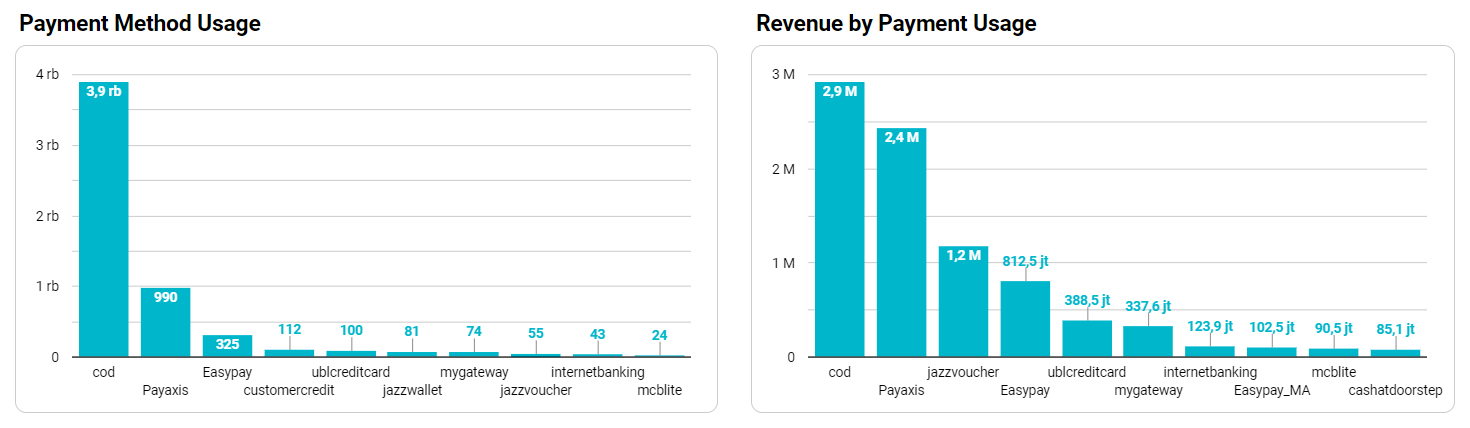 Payment Method Usage
4 rb
3 rb
2 rb
1 rb
0
3,9 rb
990
325
112
100
81
74
55
43
24
cod
Payaxis
Easypay
customercredit
ublcreditcard
jazzwallet
mygateway
jazzvoucher
internetbanking
mcblite
Revenue by Payment Usage
3 M
2 M
1 M
0
2,9 M
2,4 M
1,2 M
812,5 jt
388,5 jt
337,6 jt
123,9 jt
102,5 jt
90,5 jt
85,1 jt
cod
Payaxis
jazzvoucher
Easypay
ublcreditcard
mygateway
internetbanking
Easypay_MA
mcblite
cashatdoorstep